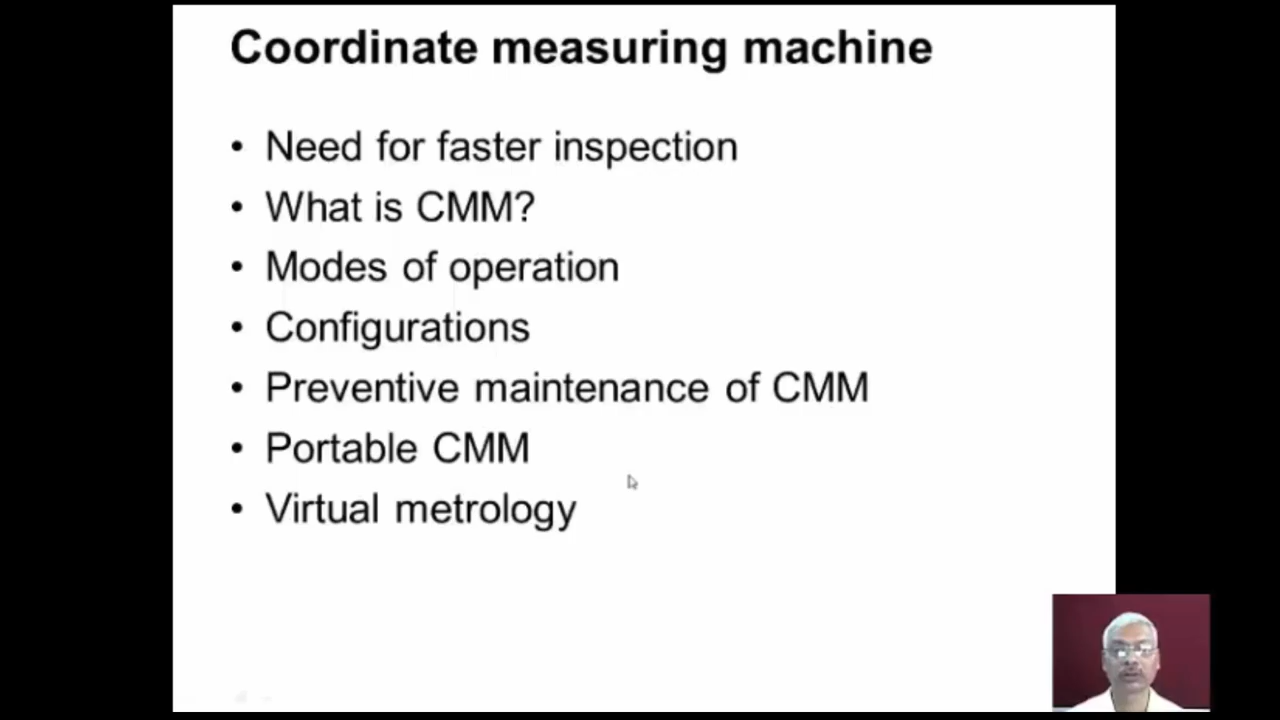 Coordinate measuring machine
• Need for faster inspection
• What is CMM?
• Modes of operation
• Configurations
• Preventive maintenance of CMM
• Portable CMM
• Virtual metrology